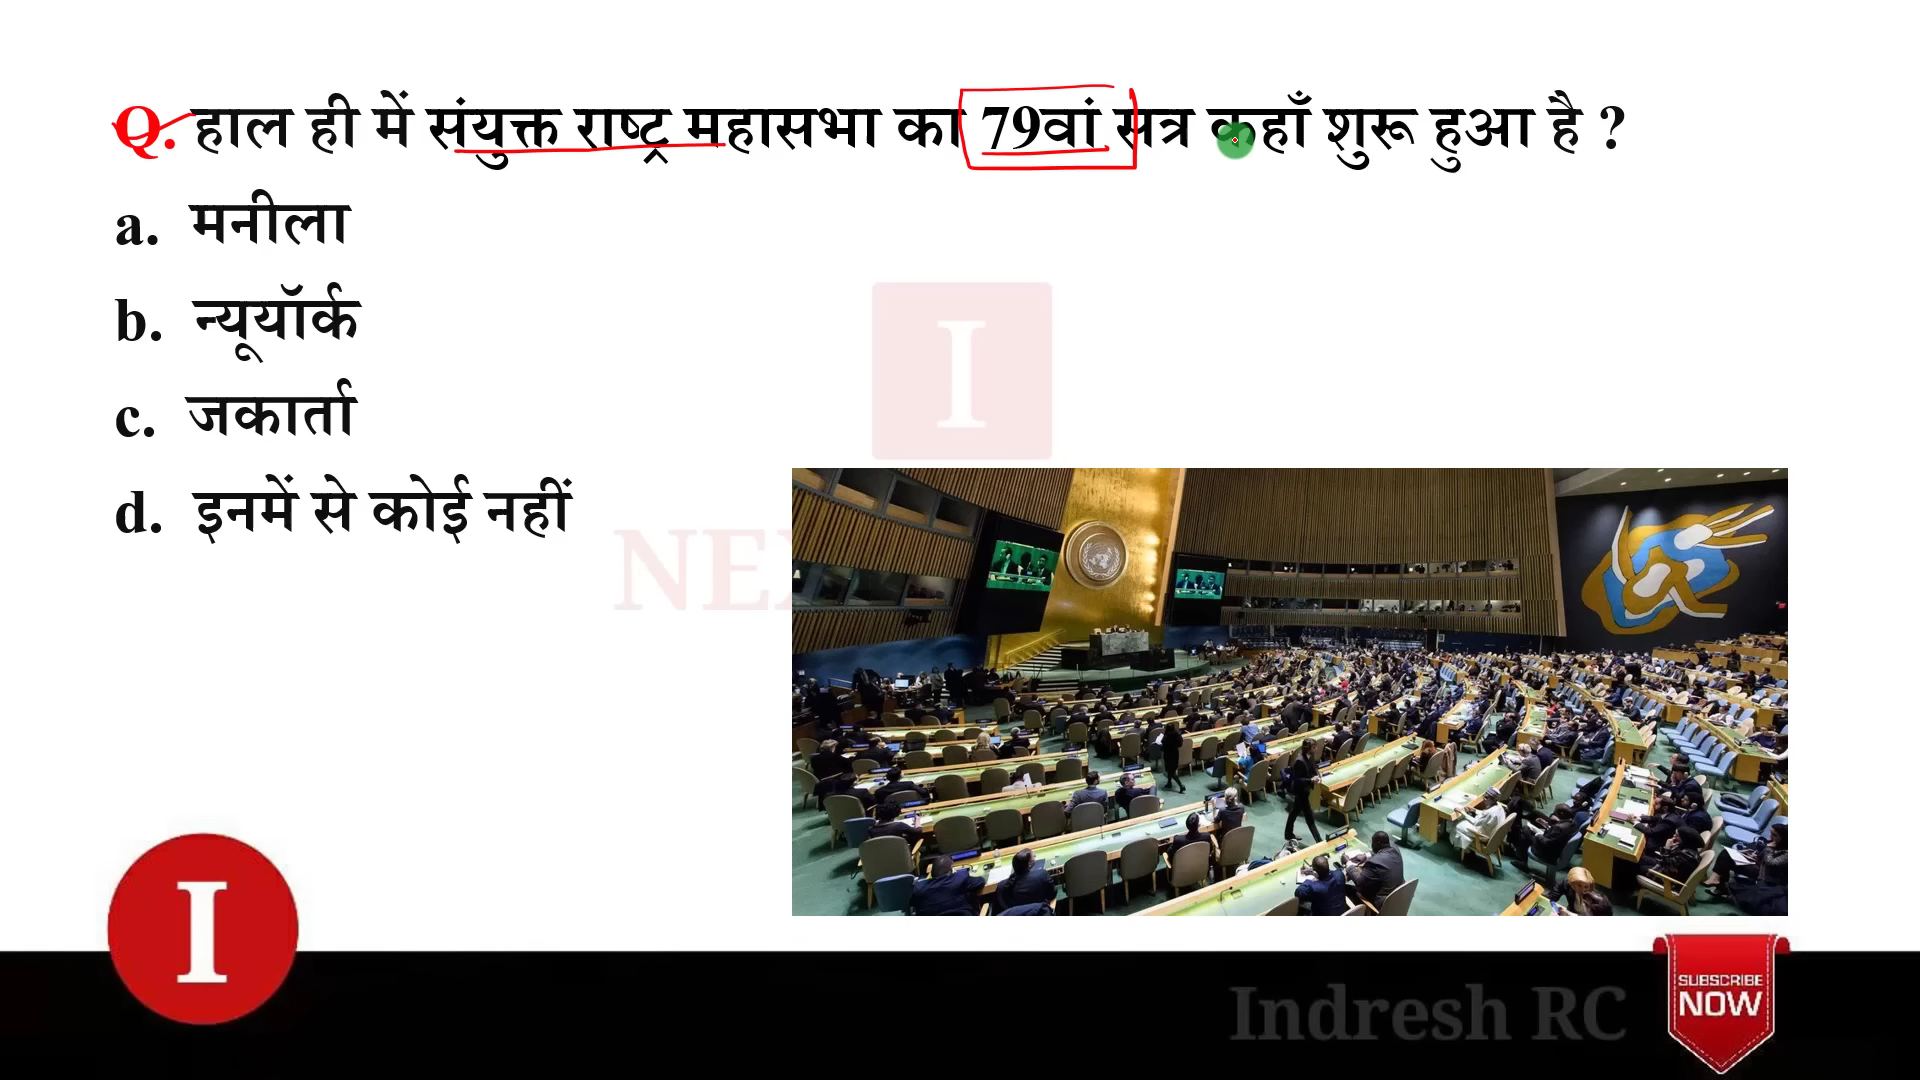 Q. हाल ही में संयुक्त राष्ट्र महासभा का 79वां सत्र कहाँ शुरू हुआ है ?
a. मनीला
b. न्यूयॉर्क
c. जकार्ता
d. इनमें से कोई नहीं
I
I
Indresh RC
SUBSCRIBE
NOW